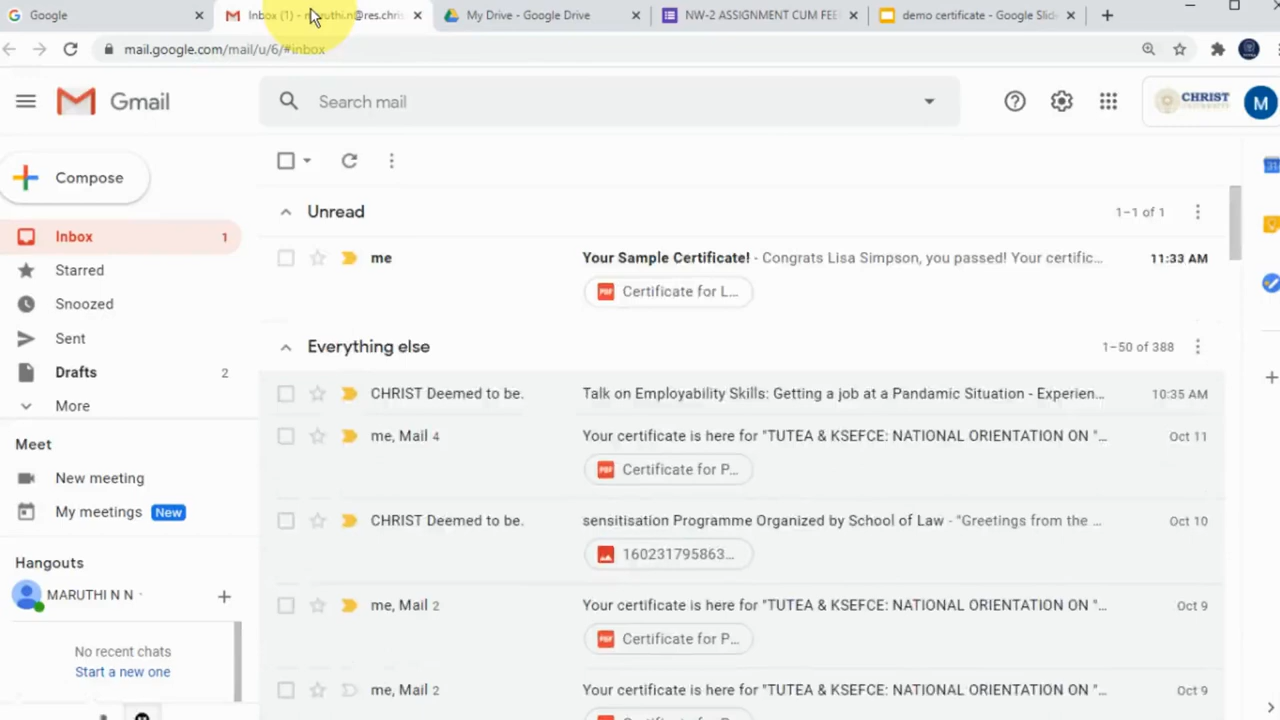 Google
Inbox (1) - maruthi.n@res.chris
My Drive - Google Drive
NW-2 ASSIGNMENT CUM FEE
demo certificate - Google Slid
mail.google.com/mail/u/6/#inbox
Gmail
Search mail
CHRIST
M
Compose
Unread
1–1 of 1
Inbox
1
me
Your Sample Certificate! - Congrats Lisa Simpson, you passed! Your certific...
11:33 AM
Starred
PDF
Certificate for L...
Snoozed
Sent
Everything else
1–50 of 388
Drafts
2
CHRIST Deemed to be.
Talk on Employability Skills: Getting a job at a Pandamic Situation - Experien...
10:35 AM
More
me, Mail 4
Your certificate is here for "TUTEA & KSEFCE: NATIONAL ORIENTATION ON "...
Oct 11
Meet
PDF
Certificate for P...
New meeting
My meetings
New
CHRIST Deemed to be.
sensitisation Programme Organized by School of Law - "Greetings from the ...
Oct 10
160231795863...
Hangouts
MARUTHI N N
me, Mail 2
Your certificate is here for "TUTEA & KSEFCE: NATIONAL ORIENTATION ON "...
Oct 9
PDF
Certificate for P...
No recent chats
Start a new one
me, Mail 2
Your certificate is here for "TUTEA & KSEFCE: NATIONAL ORIENTATION ON "...
Oct 9